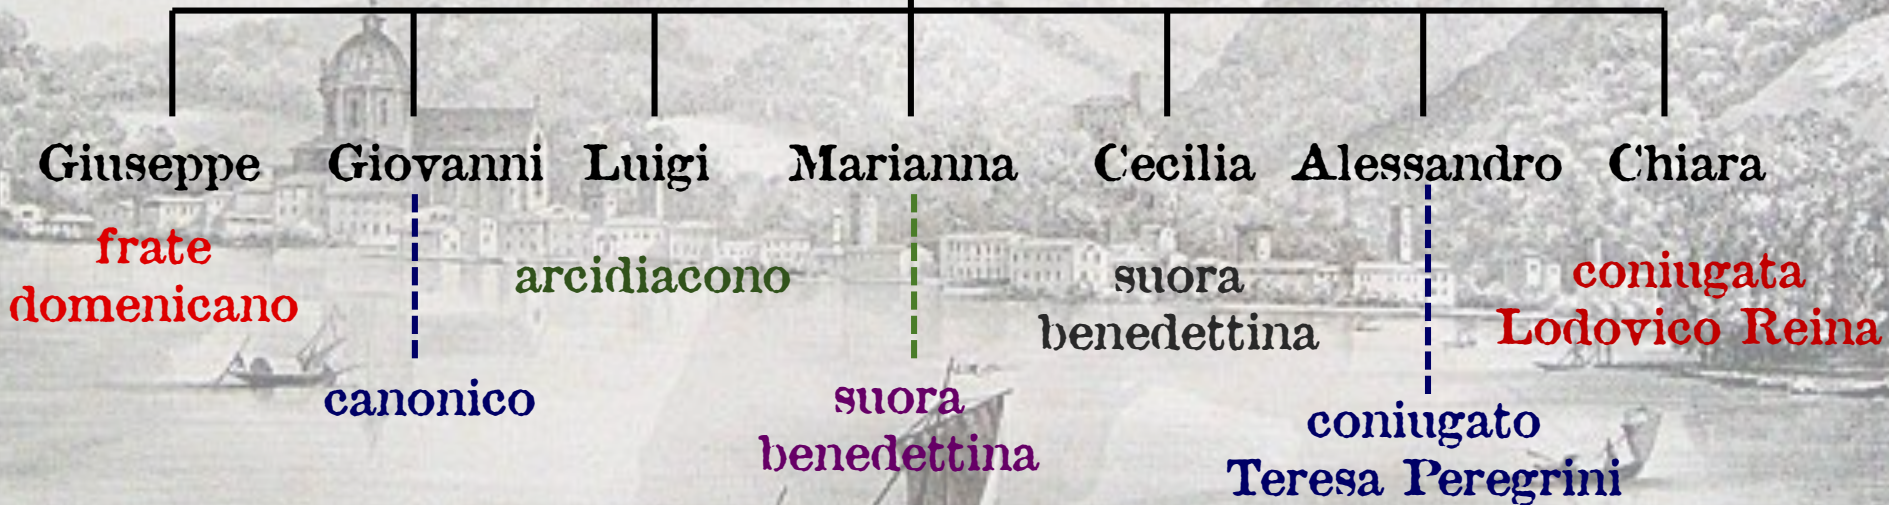 Giuseppe Giovanni Luigi Marianna Cecilia Alessandro Chiara
frate
domenicano
canonico
arcidiacono
suora
benedettina
suora
benedettina
coniugato
Teresa Peregrini
coniugata
Lodovico Reina